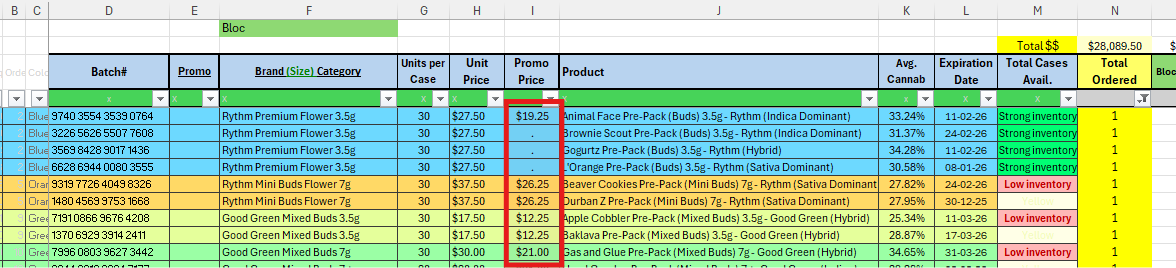 B C D E F G H I J K L M N
Bloc
Total $$ $28,089.50
Orde Colo Batch# Promo Brand (Size) Category Units per Case Unit Price Promo Price Product Avg. Cannab Expiration Date Total Cases Avail. Total Ordered Bloc
x x x x x x x x x x
2 Blue 9740 3554 3539 0764 Rythm Premium Flower 3.5g 30 $27.50 $19.25 Animal Face Pre-Pack (Buds) 3.5g - Rythm (Indica Dominant) 33.24% 11-02-26 Strong inventory 1
2 Blue 3226 5626 5507 7608 Rythm Premium Flower 3.5g 30 $27.50 . Brownie Scout Pre-Pack (Buds) 3.5g - Rythm (Indica Dominant) 31.37% 24-02-26 Strong inventory 1
2 Blue 3569 8428 9017 1436 Rythm Premium Flower 3.5g 30 $27.50 . Gogurtz Pre-Pack (Buds) 3.5g - Rythm (Hybrid) 34.28% 11-02-26 Strong inventory 1
2 Blue 6628 6944 0080 3555 Rythm Premium Flower 3.5g 30 $27.50 . L'Orange Pre-Pack (Buds) 3.5g - Rythm (Sativa Dominant) 30.58% 08-01-26 Strong inventory 1
Oran 9319 7726 4049 8326 Rythm Mini Buds Flower 7g 30 $37.50 $26.25 Beaver Cookies Pre-Pack (Mini Buds) 7g - Rythm (Sativa Dominant 27.82% 24-02-26 Low inventory 1
Oran 1480 4569 9753 1668 Rythm Mini Buds Flower 7g 30 $37.50 $26.25 Durban Z Pre-Pack (Mini Buds) 7g - Rythm (Sativa Dominant) 27.95% 30-12-25 Yellow 1
Gree 7191 0866 9676 4208 Good Green Mixed Buds 3.5g 30 $17.50 $12.25 Apple Cobbler Pre-Pack (Mixed Buds) 3.5g - Good Green (Hybrid) 25.34% 11-03-26 Low inventory 1
Gree 1370 6929 3914 2411 Good Green Mixed Buds 3.5g 30 $17.50 $12.25 Baklava Pre-Pack (Mixed Buds) 3.5g - Good Green (Hybrid) 28.87% 17-03-26 Yellow 1
Gree 7996 0803 9627 3442 Good Green Mixed Buds 7g 30 $30.00 $21.00 Gas and Glue Pre-Pack (Mixed Buds) 7g - Good Green (Hybrid) 34.65% 31-03-26 Low inventory 1